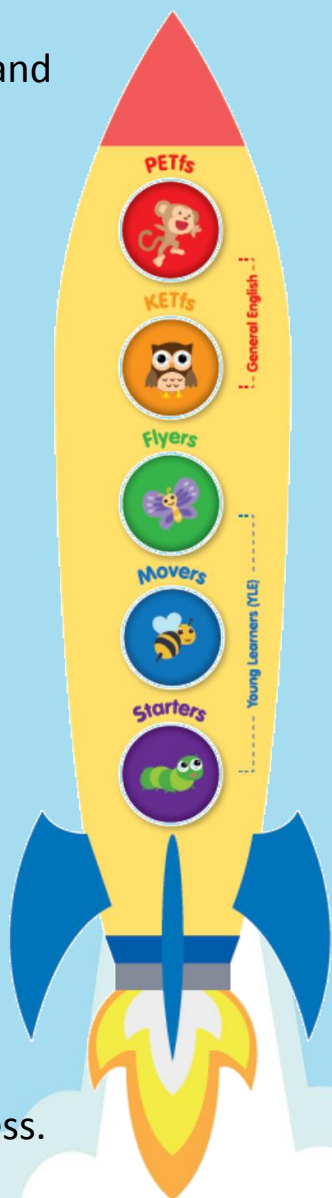 and
PETfs
KETfs
General English
Flyers
Movers
Young Learners (YLE)
Starters
ss.